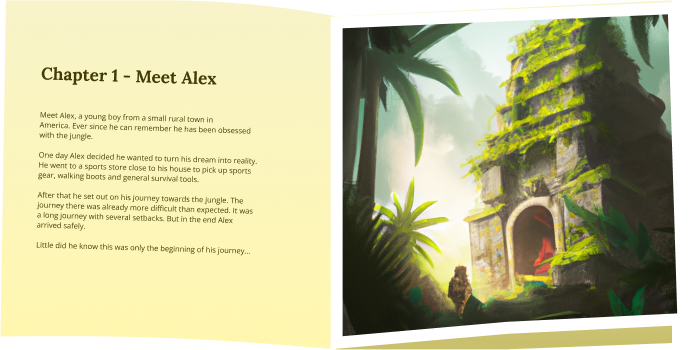 Chapter 1 - Meet Alex
Meet Alex, a young boy from a small rural town in
America. Ever since he can remember he has been obsessed
with the jungle.
One day Alex decided he wanted to turn his dream into reality.
He went to a sports store close to his house to pick up sports
gear, walking boots and general survival tools.
After that he set out on his journey towards the jungle. The
journey there was already more difficult than expected. It was
a long journey with several setbacks. But in the end Alex
arrived safely.
Little did he know this was only the beginning of his journey...